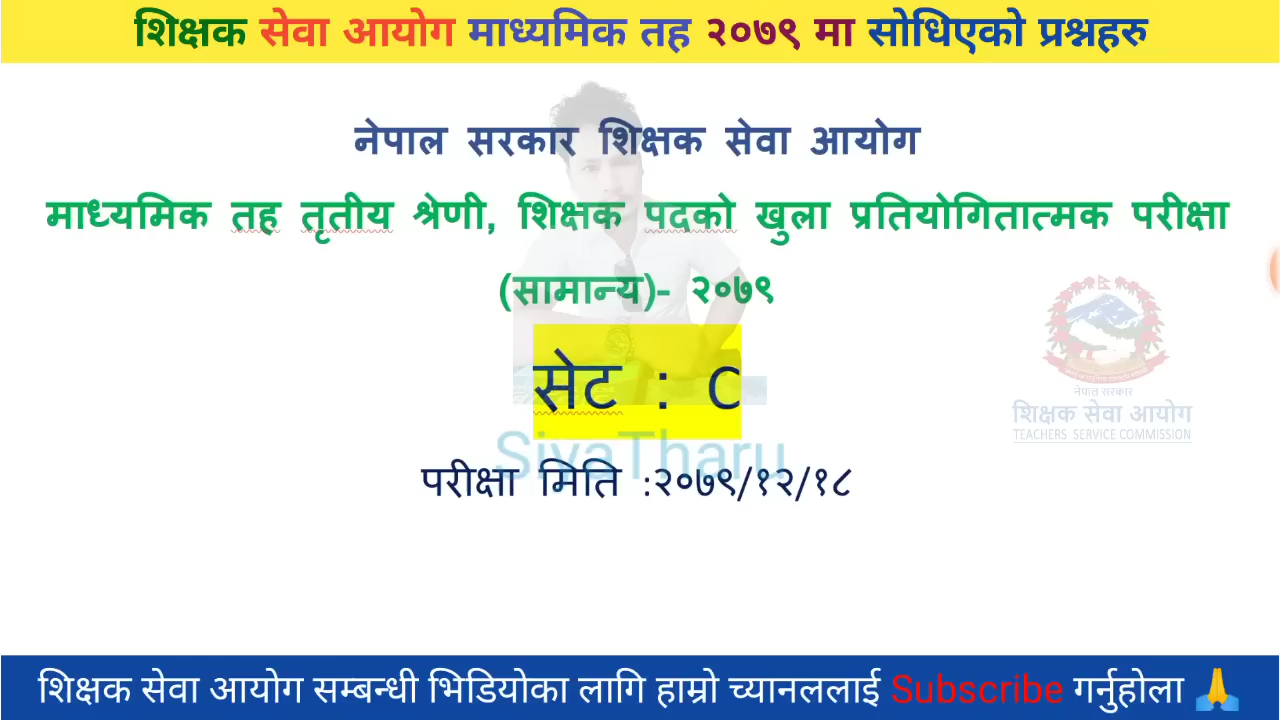 शिक्षक सेवा आयोग माध्यमिक तह २०७९ मा सोधिएको प्रश्नहरु
नेपाल सरकार शिक्षक सेवा आयोग
माध्यमिक तह तृतीय श्रेणी, शिक्षक पदको खुला प्रतियोगितात्मक परीक्षा
(सामान्य)- २०७९
सेट : C
नेपाल सरकार
शिक्षक सेवा आयोग
TEACHERS SERVICE COMMISSION
SiyaTharu
परीक्षा मिति :२०७९/१२/१८
शिक्षक सेवा आयोग सम्बन्धी भिडियोका लागि हाम्रो च्यानललाई Subscribe गर्नुहोला 🙏